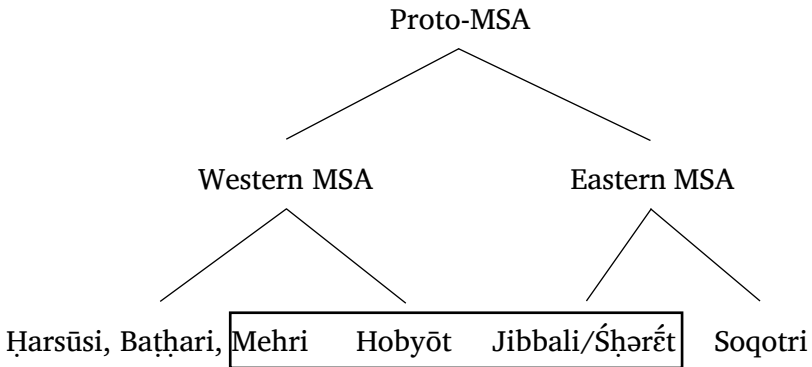 Proto-MSA
Western MSA Eastern MSA
Ḥarsūsi, Baṭḥari, Mehri Hobyōt Jibbali/Śḥərɛ̄́t Soqotri